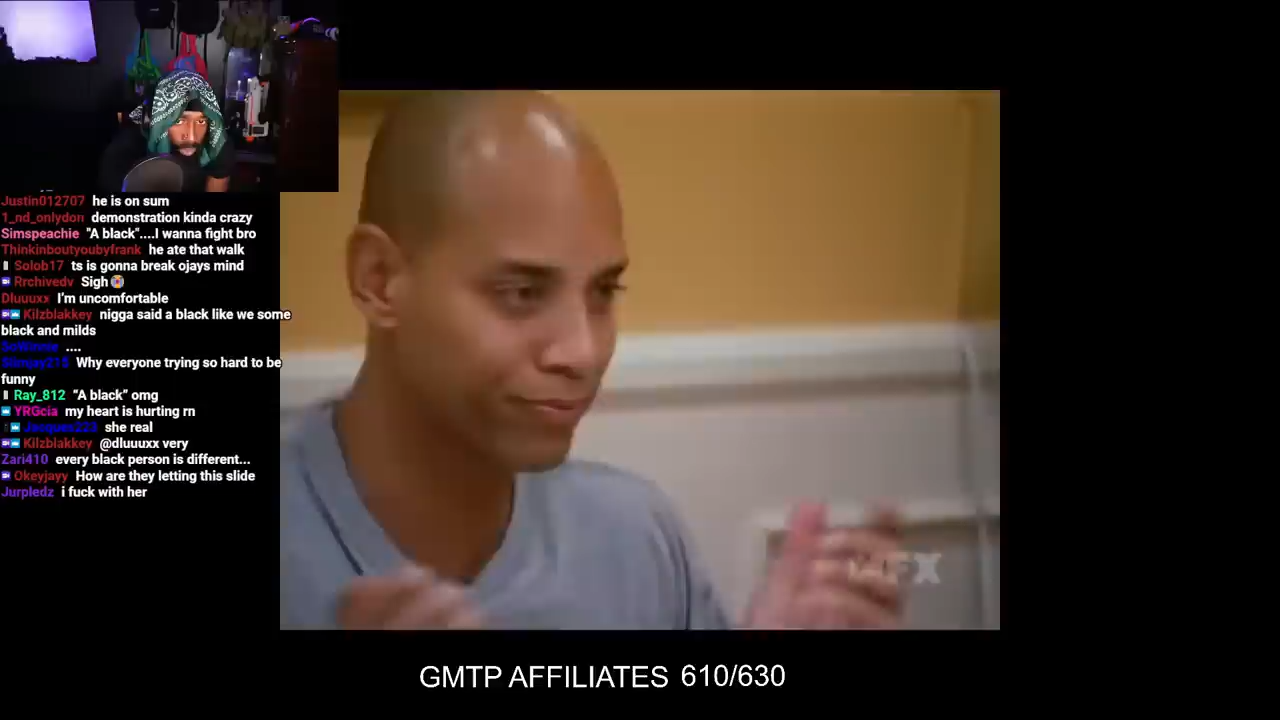 Justin012707 he is on sum
1_nd_onlydon demonstration kinda crazy
Simspeachie "A black"....I wanna fight bro
Thinkinboutyoubyfrank he ate that walk
Solob17 ts is gonna break ojays mind
Rrchivedv Sigh
Dluuuxx I'm uncomfortable
Kilzblakkey nigga said a black like we some
black and milds
SoWinnie ....
Slimjay215 Why everyone trying so hard to be
funny
Ray_812 “A black” omg
YRGcia my heart is hurting rn
Jacques223 she real
Kilzblakkey @dluuuxx very
Zari410 every black person is different...
Okeyjayy How are they letting this slide
Jurpledz i fuck with her
FX
GMTP AFFILIATES 610/630